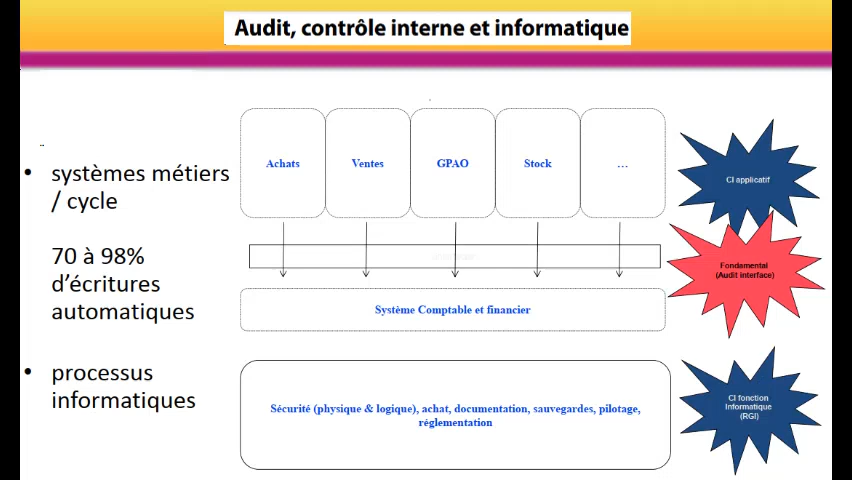 Audit, contrôle interne et informatique
• systèmes métiers
/ cycle
70 à 98%
d'écritures
automatiques
• processus
informatiques
Achats
Ventes
GPAO
Stock
...
Système Comptable et financier
Sécurité (physique & logique), achat, documentation, sauvegardes, pilotage,
réglementation
CI applicatif
Fondamental
(Audit interface)
CI fonction
Informatique
(RGI)